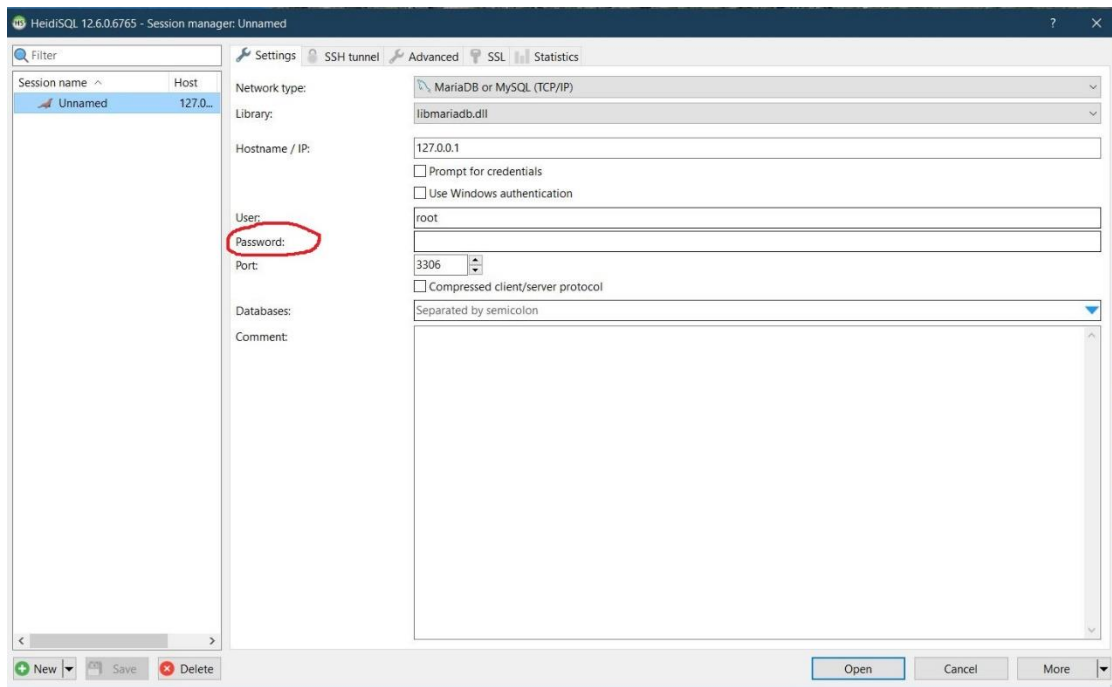 HeidiSQL 12.6.0.6765 - Session manager: Unnamed
Filter
Session name Host
Unnamed 127.0...
Settings SSH tunnel Advanced SSL Statistics
Network type: MariaDB or MySQL (TCP/IP)
Library: libmariadb.dll
Hostname / IP: 127.0.0.1
Prompt for credentials
Use Windows authentication
User: root
Password:
Port: 3306
Compressed client/server protocol
Databases: Separated by semicolon
Comment:
New Save Delete Open Cancel More